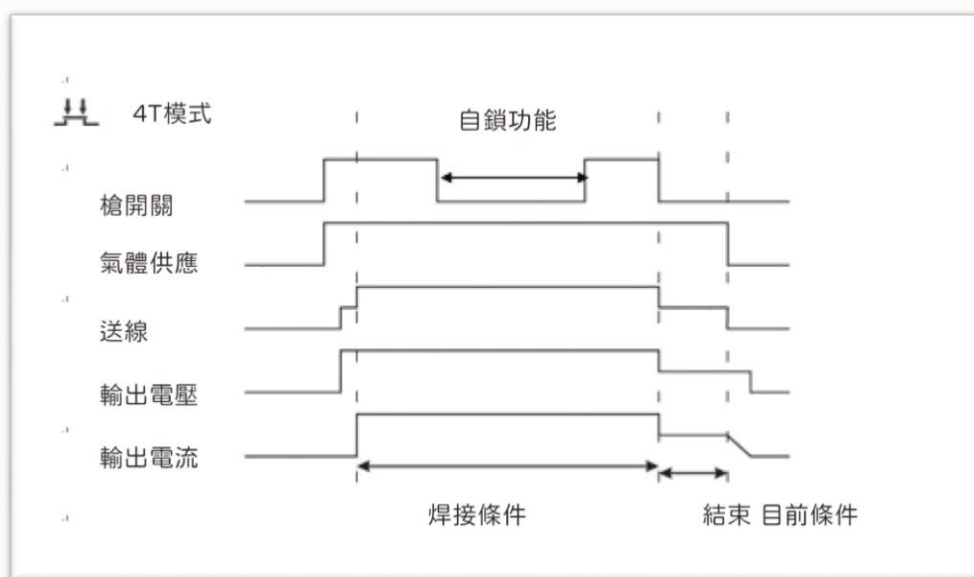 4T模式
自鎖功能
槍開關
氣體供應
送線
輸出電壓
輸出電流
焊接條件
結束 目前條件